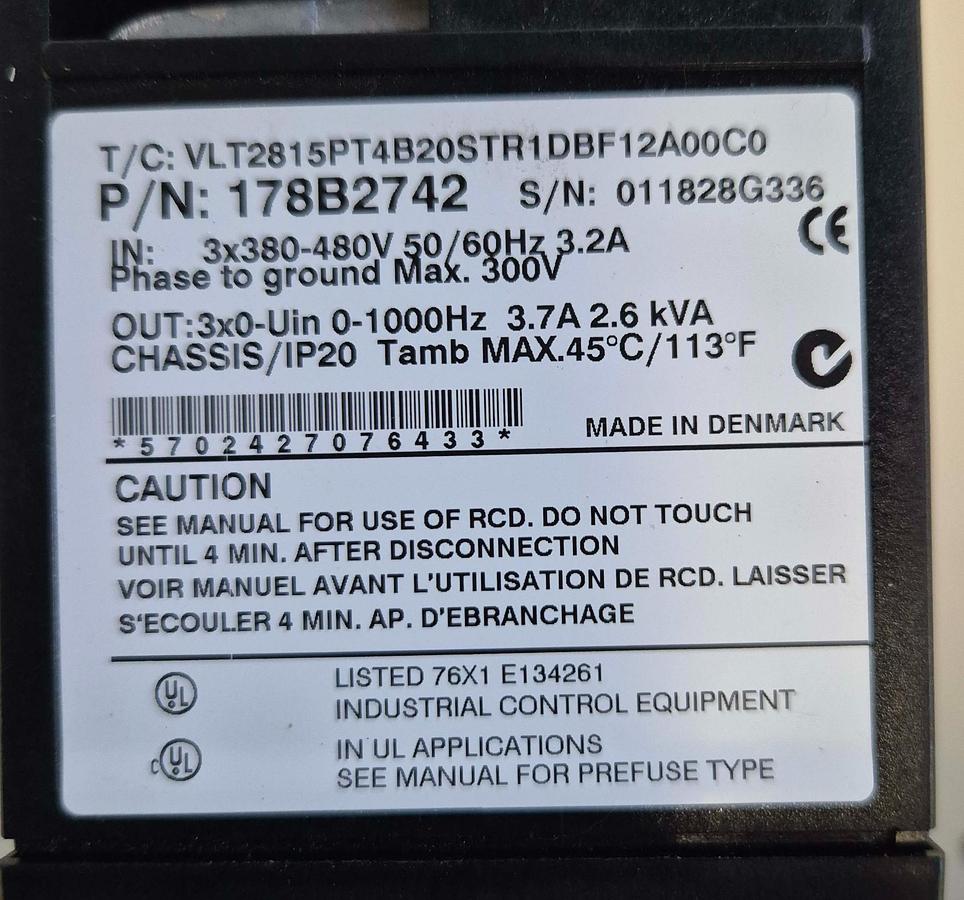 T/C: VLT2815PT4B20STR1DBF12A00C0
P/N: 178B2742 S/N: 011828G336
CE
IN: 3x380-480V 50/60Hz 3.2A
Phase to ground Max. 300V
OUT:3x0-Uin 0-1000Hz 3.7A 2.6 kVA
CHASSIS/IP20 Tamb MAX.45°C/113°F
*5702427076433*
MADE IN DENMARK
CAUTION
SEE MANUAL FOR USE OF RCD. DO NOT TOUCH
UNTIL 4 MIN. AFTER DISCONNECTION
VOIR MANUEL AVANT L'UTILISATION DE RCD. LAISSER
S'ECOULER 4 MIN. AP. D'EBRANCHAGE
UL LISTED 76X1 E134261
INDUSTRIAL CONTROL EQUIPMENT
c UL IN UL APPLICATIONS
SEE MANUAL FOR PREFUSE TYPE